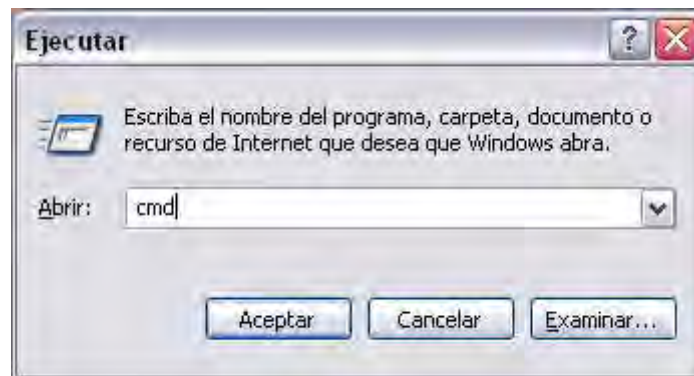 Ejecutar
Escriba el nombre del programa, carpeta, documento o
recurso de Internet que desea que Windows abra.
Abrir: cmd
Aceptar Cancelar Examinar...